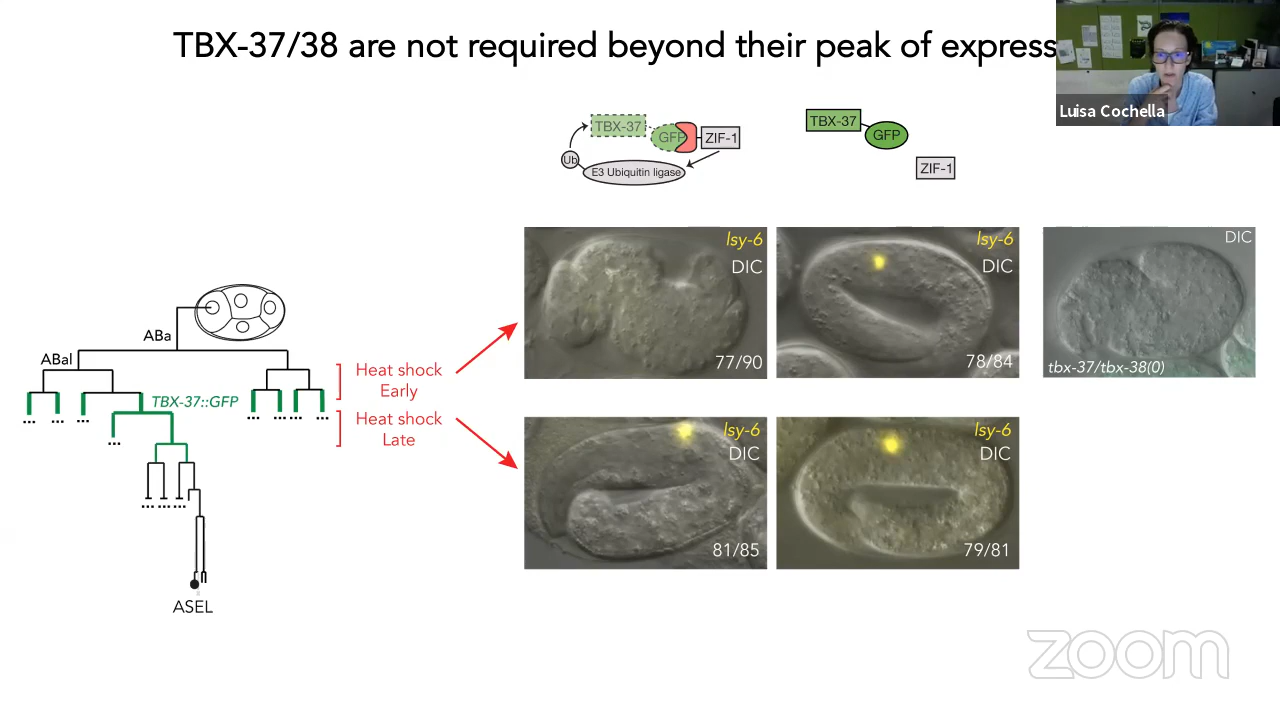 TBX-37/38 are not required beyond their peak of express
Luisa Cochella
TBX-37
GFP
ZIF-1
Ub
E3 Ubiquitin ligase
TBX-37
GFP
ZIF-1
lsy-6
DIC
77/90
lsy-6
DIC
78/84
DIC
tbx-37/tbx-38(0)
ABa
ABal
TBX-37::GFP
Heat shock
Early
Heat shock
Late
lsy-6
DIC
81/85
lsy-6
DIC
79/81
ASEL
zoom